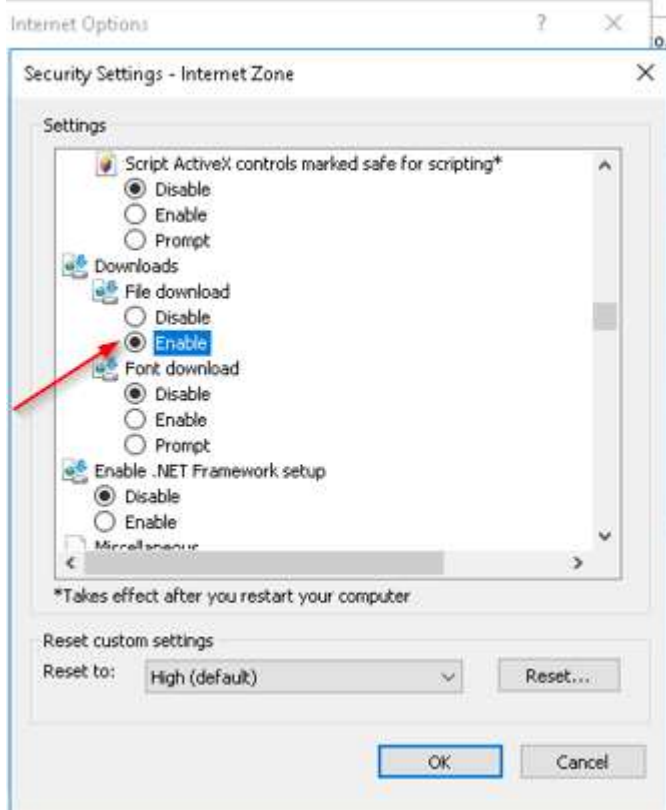 Internet Options
Security Settings - Internet Zone
Settings
Script ActiveX controls marked safe for scripting*
Disable
Enable
Prompt
Downloads
File download
Disable
Enable
Font download
Disable
Enable
Prompt
Enable .NET Framework setup
Disable
Enable
Miscellaneous
*Takes effect after you restart your computer
Reset custom settings
Reset to: High (default) Reset...
OK Cancel